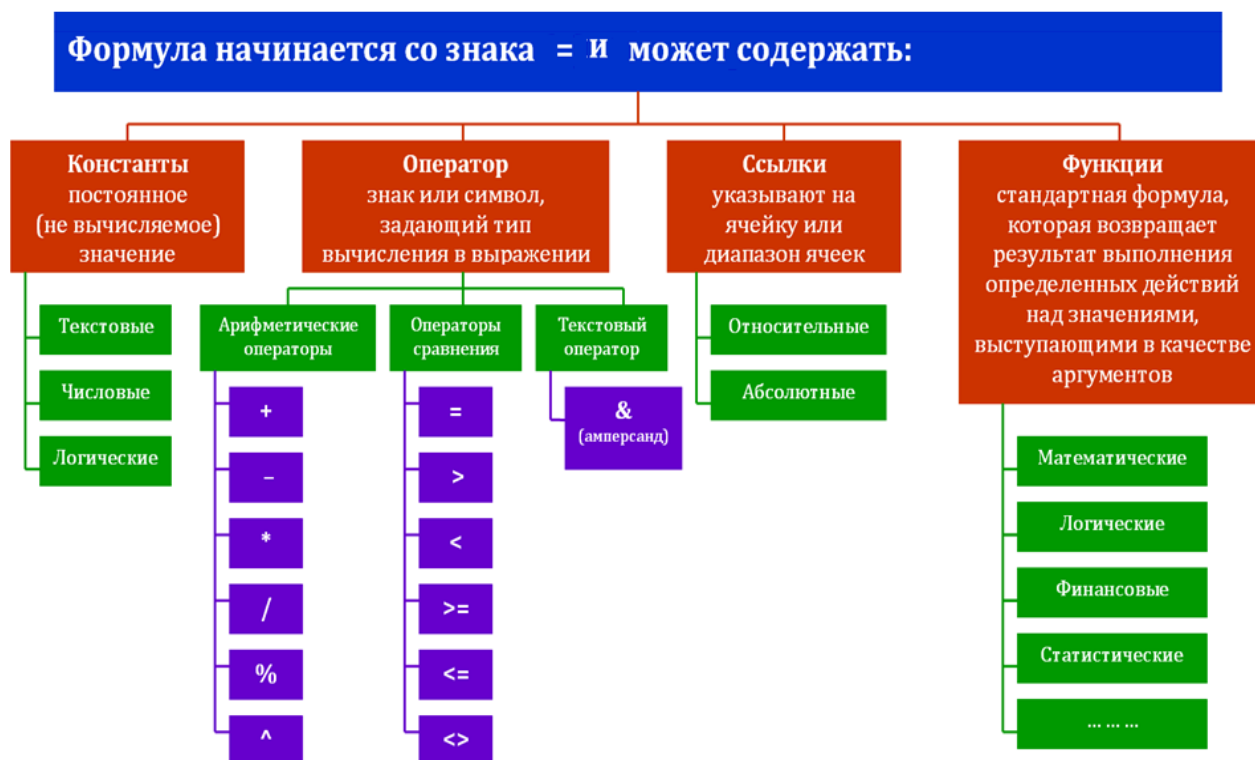 Формула начинается со знака = и может содержать:
Константы
постоянное
(не вычисляемое)
значение
Текстовые
Числовые
Логические
Оператор
знак или символ,
задающий тип
вычисления в выражении
Арифметические
операторы
+
−
*
/
%
^
Операторы
сравнения
=
>
<
>=
<=
<>
Текстовый
оператор
&
(амперсанд)
Ссылки
указывают на
ячейку или
диапазон ячеек
Относительные
Абсолютные
Функции
стандартная формула,
которая возвращает
результат выполнения
определенных действий
над значениями,
выступающими в качестве
аргументов
Математические
Логические
Финансовые
Статистические
... ... ...